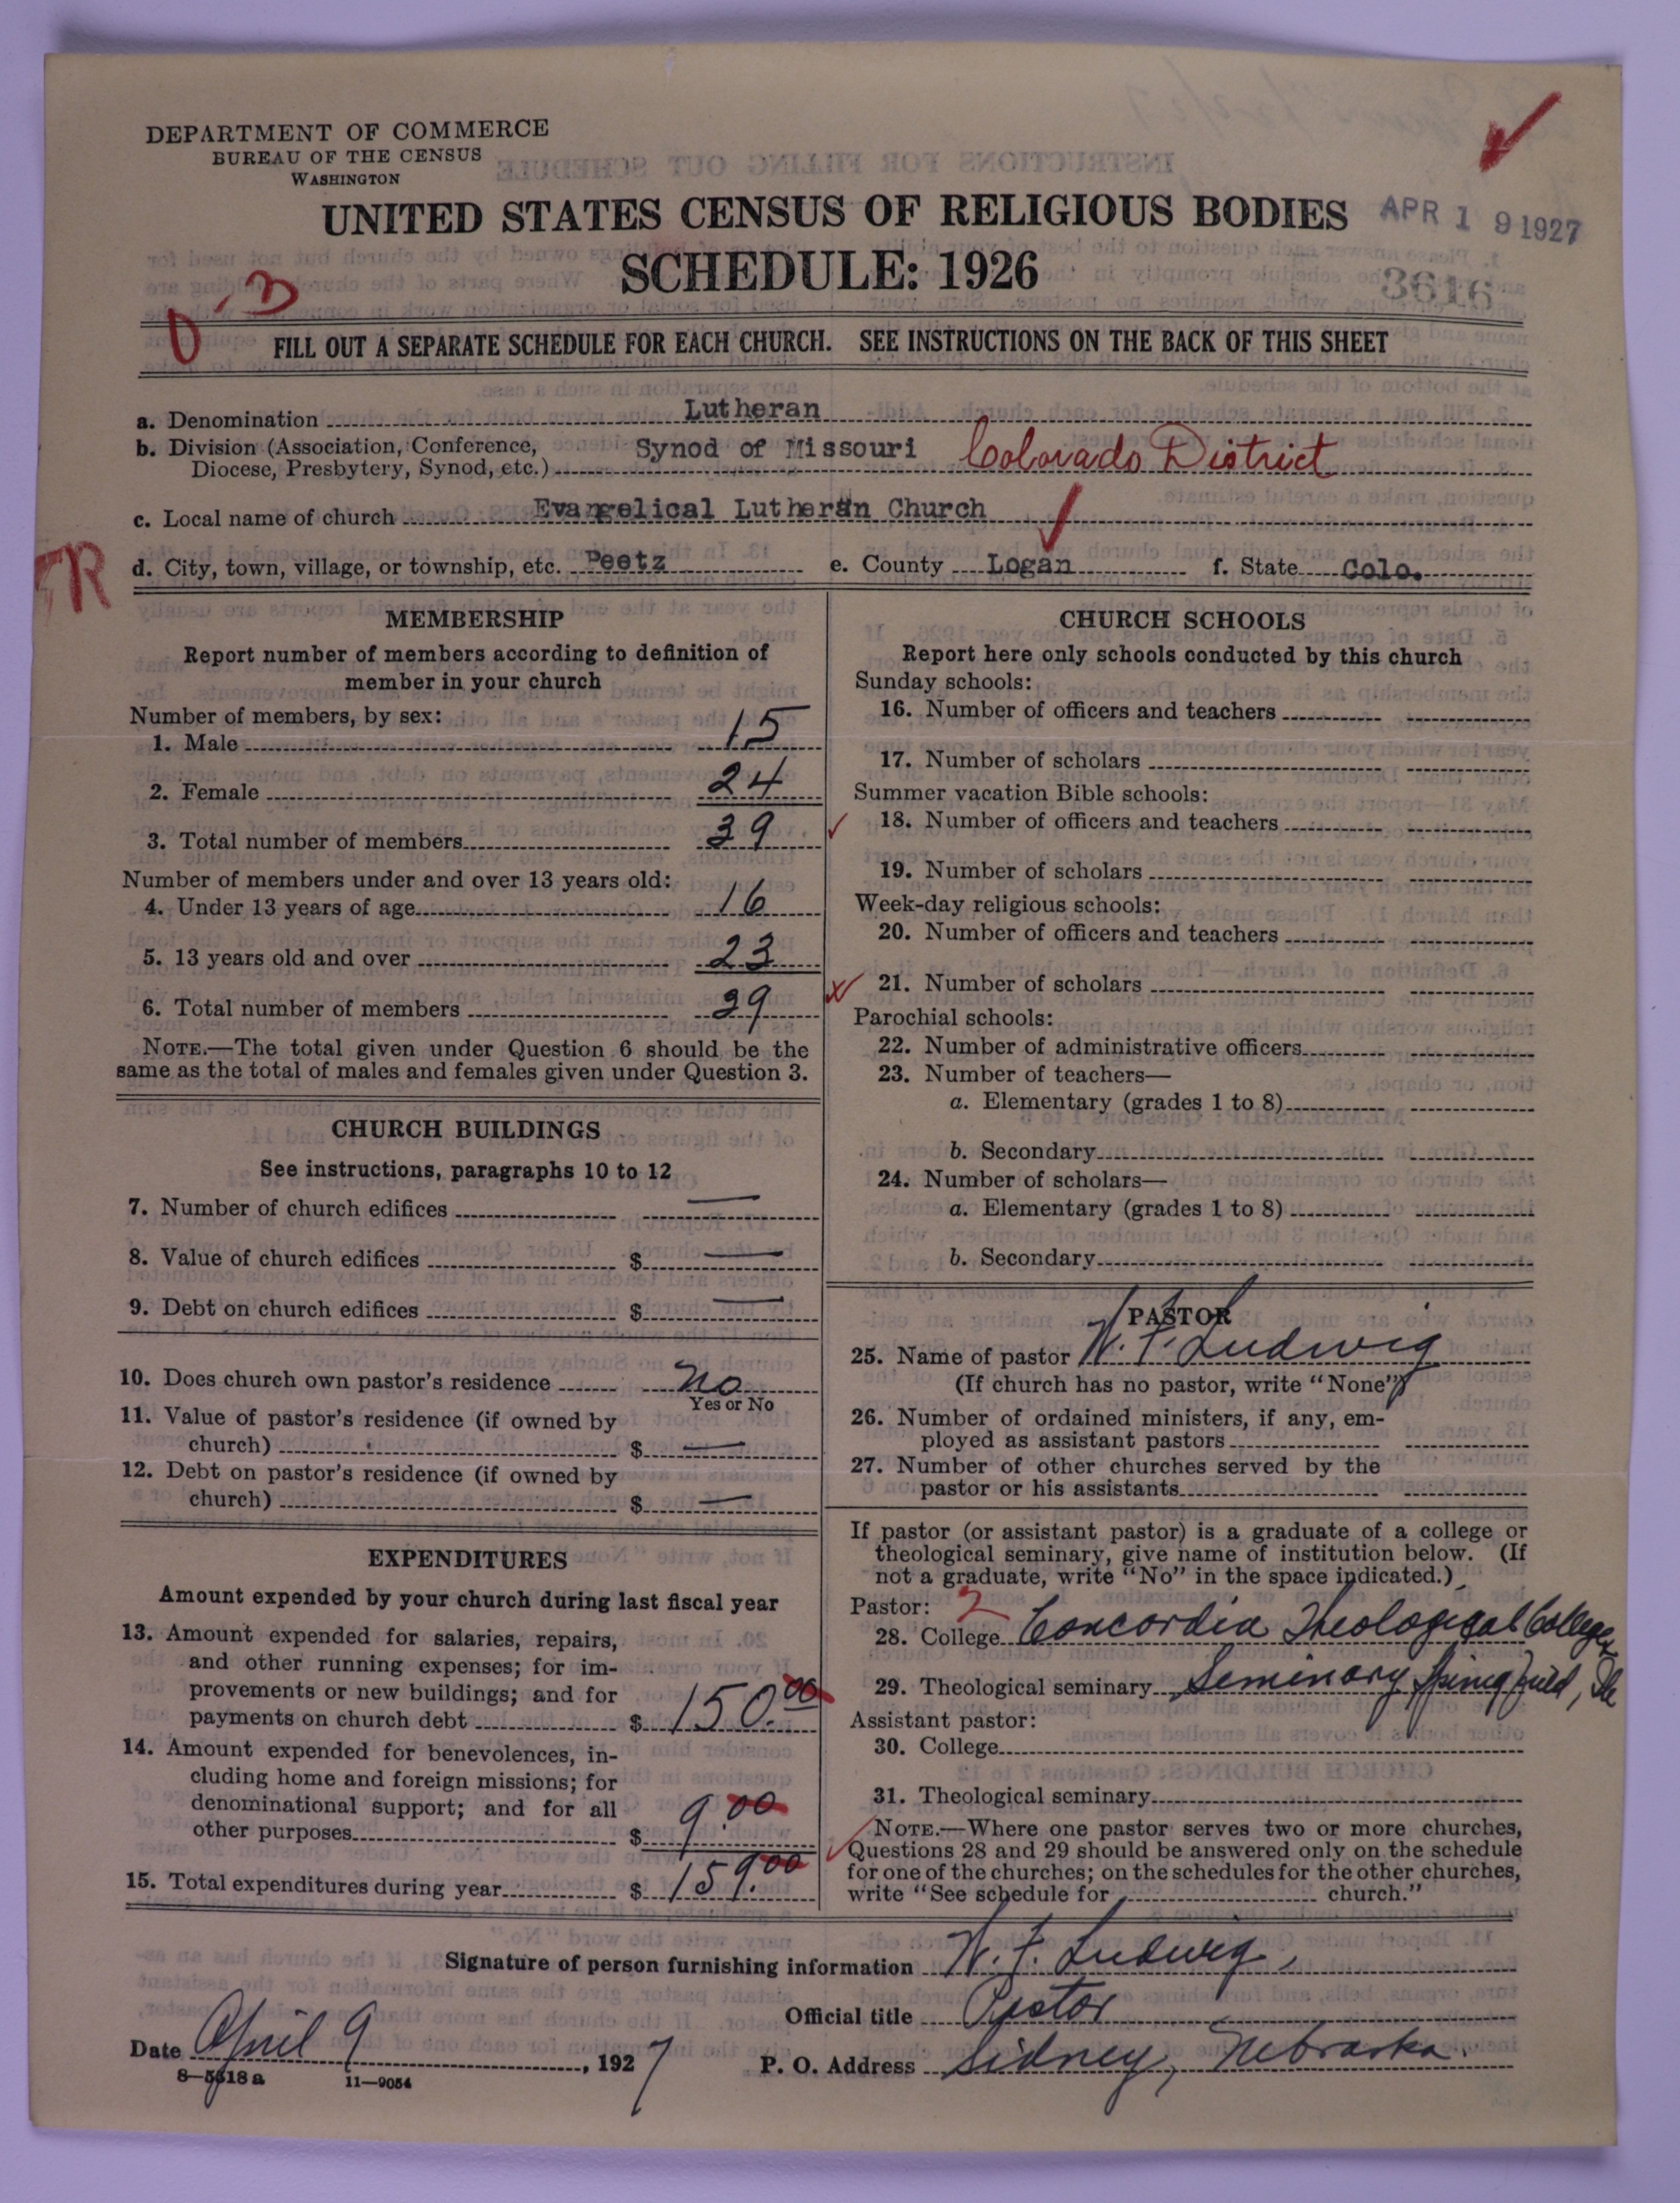 DEPARTMENT OF COMMERCE
BUREAU OF THE CENSUS
WASHINGTON
UNITED STATES CENSUS OF RELIGIOUS BODIES
APR 19 1927
SCHEDULE: 1926
3616
FILL OUT A SEPARATE SCHEDULE FOR EACH CHURCH. SEE INSTRUCTIONS ON THE BACK OF THIS SHEET
a. Denomination Lutheran
b. Division (Association, Conference, Diocese, Presbytery, Synod, etc.) Synod of Missouri Colorado District
c. Local name of church Evangelical Lutheran Church
TR
d. City, town, village, or township, etc. Peetz e. County Logan f. State Colo.
MEMBERSHIP
Report number of members according to definition of
member in your church
Number of members, by sex:
1. Male 15
2. Female 24
3. Total number of members 39
Number of members under and over 13 years old:
4. Under 13 years of age 16
5. 13 years old and over 23
6. Total number of members 39
NOTE.—The total given under Question 6 should be the
same as the total of males and females given under Question 3.
CHURCH BUILDINGS
See instructions, paragraphs 10 to 12
7. Number of church edifices —
8. Value of church edifices $ —
9. Debt on church edifices $ —
10. Does church own pastor's residence No
Yes or No
11. Value of pastor's residence (if owned by
church) $ —
12. Debt on pastor's residence (if owned by
church) $ —
EXPENDITURES
Amount expended by your church during last fiscal year
13. Amount expended for salaries, repairs,
and other running expenses; for im-
provements or new buildings; and for
payments on church debt $ 150.00
14. Amount expended for benevolences, in-
cluding home and foreign missions; for
denominational support; and for all
other purposes $ 9.00
15. Total expenditures during year $ 159.00
CHURCH SCHOOLS
Report here only schools conducted by this church
Sunday schools:
16. Number of officers and teachers
17. Number of scholars
Summer vacation Bible schools:
18. Number of officers and teachers
19. Number of scholars
Week-day religious schools:
20. Number of officers and teachers
21. Number of scholars
Parochial schools:
22. Number of administrative officers
23. Number of teachers—
a. Elementary (grades 1 to 8)
b. Secondary
24. Number of scholars—
a. Elementary (grades 1 to 8)
b. Secondary
PASTOR
25. Name of pastor W. F. Ludwig
(If church has no pastor, write "None")
26. Number of ordained ministers, if any, em-
ployed as assistant pastors
27. Number of other churches served by the
pastor or his assistants
If pastor (or assistant pastor) is a graduate of a college or
theological seminary, give name of institution below. (If
not a graduate, write "No" in the space indicated.)
Pastor: 2
28. College Concordia Theological College
29. Theological seminary Seminary Springfield, Ill
Assistant pastor:
30. College
31. Theological seminary
NOTE.—Where one pastor serves two or more churches,
Questions 28 and 29 should be answered only on the schedule
for one of the churches; on the schedules for the other churches,
write "See schedule for church."
Signature of person furnishing information W. F. Ludwig,
Official title Pastor
Date April 9, 1927 P. O. Address Sidney, Nebraska.
8—5618 a 11—9054